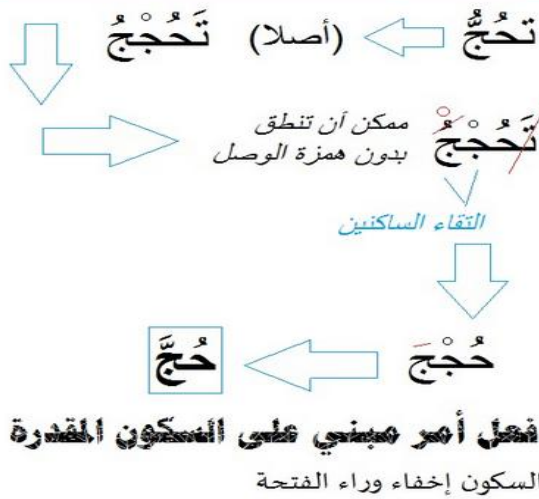 تحُجُّ (أصلا) تَحُجْجُ
تَحُجْجُْ ممكن أن تنطق
بدون همزة الوصل
التقاء الساكنين
حُجْجَ حُجَّ
فعل أمر مبني على السكون المقدرة
السكون إخفاء وراء الفتحة